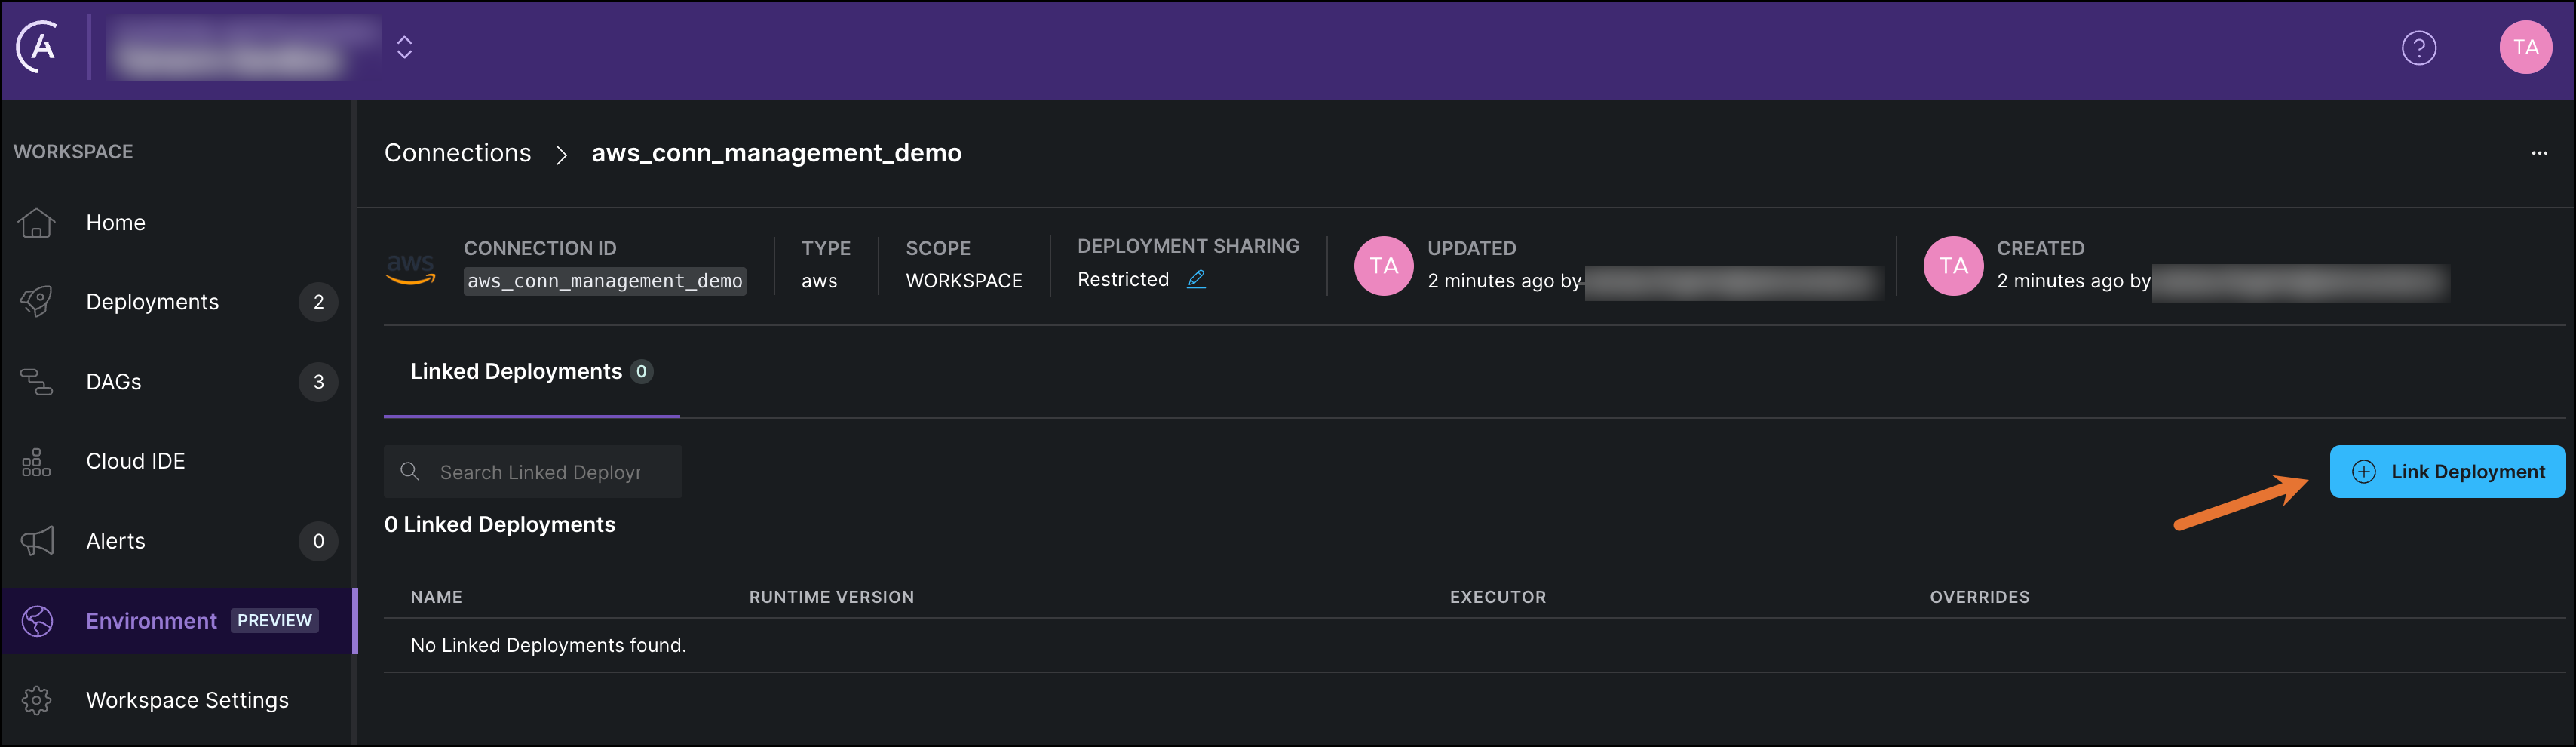 TA
WORKSPACE
Home
Deployments 2
DAGs 3
Cloud IDE
Alerts 0
Environment PREVIEW
Workspace Settings
Connections > aws_conn_management_demo
...
aws
CONNECTION ID
aws_conn_management_demo
TYPE
aws
SCOPE
WORKSPACE
DEPLOYMENT SHARING
Restricted
TA
UPDATED
2 minutes ago by
TA
CREATED
2 minutes ago by
Linked Deployments 0
Search Linked Deployr
Link Deployment
0 Linked Deployments
NAME RUNTIME VERSION EXECUTOR OVERRIDES
No Linked Deployments found.